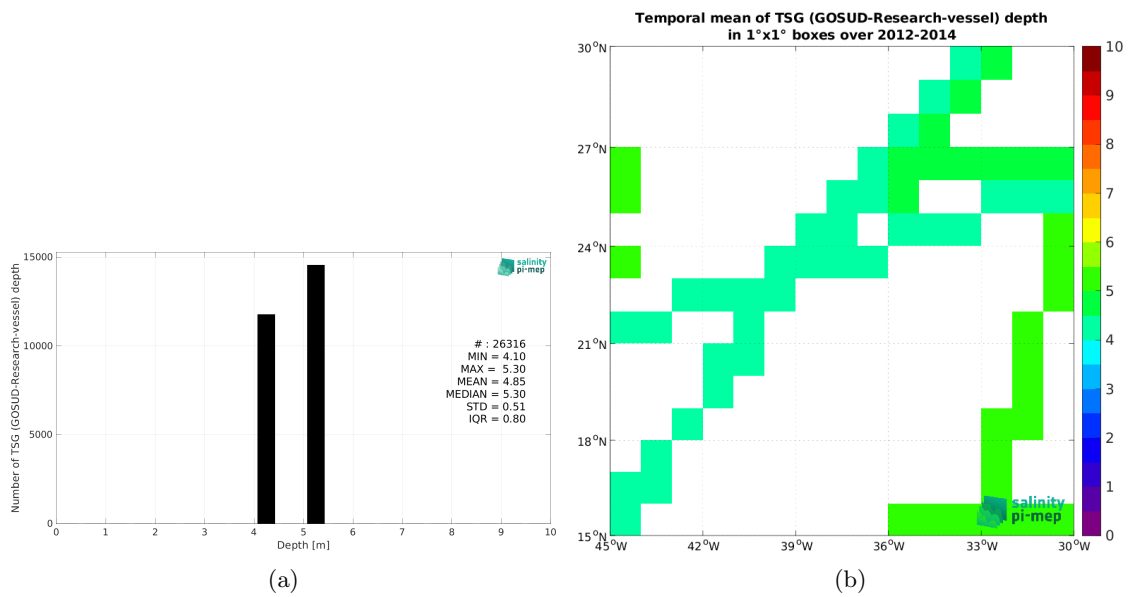 Number of TSG (GOSUD-Research-vessel) depth
15000
10000
5000
0
salinity
pi-mep
# : 26316
MIN = 4.10
MAX = 5.30
MEAN = 4.85
MEDIAN = 5.30
STD = 0.51
IQR = 0.80
0 1 2 3 4 5 6 7 8 9 10
Depth [m]
(a)
Temporal mean of TSG (GOSUD-Research-vessel) depth
in 1°x1° boxes over 2012-2014
30°N
27°N
24°N
21°N
18°N
15°N
45°W 42°W 39°W 36°W 33°W 30°W
salinity
pi-mep
10
9
8
7
6
5
4
3
2
1
0
(b)